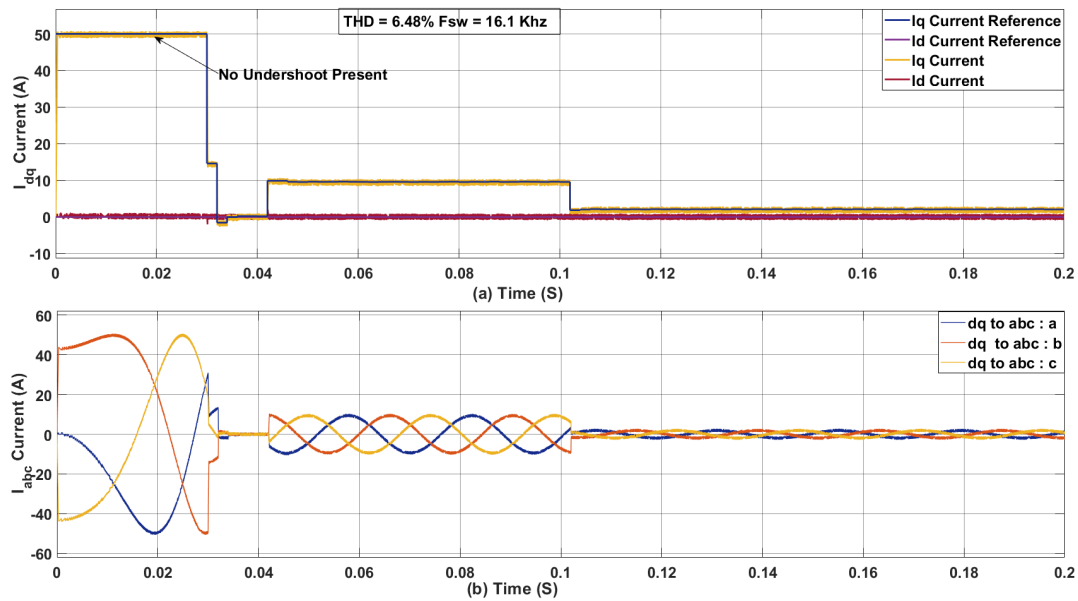 THD = 6.48% Fsw = 16.1 Khz
Iq Current Reference
Id Current Reference
Iq Current
Id Current
No Undershoot Present
I_dq Current (A)
50
40
30
20
10
0
-10
0 0.02 0.04 0.06 0.08 0.1 0.12 0.14 0.16 0.18 0.2
(a) Time (S)
dq to abc : a
dq to abc : b
dq to abc : c
I_abc Current (A)
60
40
20
0
-20
-40
-60
0 0.02 0.04 0.06 0.08 0.1 0.12 0.14 0.16 0.18 0.2
(b) Time (S)